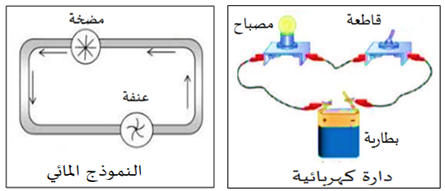 قاطعة
مصباح
بطارية
دارة كهربائية
مضخة
عنفة
النموذج المائي